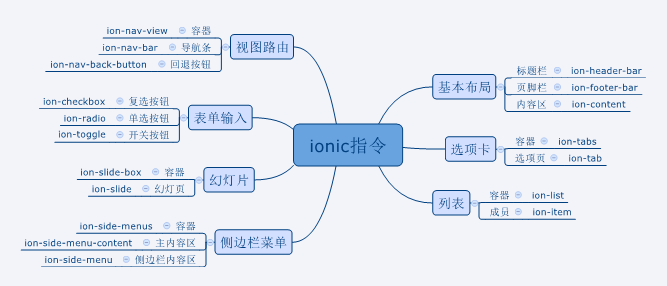 ionic指令
视图路由
ion-nav-view 容器
ion-nav-bar 导航条
ion-nav-back-button 回退按钮
表单输入
ion-checkbox 复选按钮
ion-radio 单选按钮
ion-toggle 开关按钮
幻灯片
ion-slide-box 容器
ion-slide 幻灯页
侧边栏菜单
ion-side-menus 容器
ion-side-menu-content 主内容区
ion-side-menu 侧边栏内容区
基本布局
标题栏 ion-header-bar
页脚栏 ion-footer-bar
内容区 ion-content
选项卡
容器 ion-tabs
选项页 ion-tab
列表
容器 ion-list
成员 ion-item